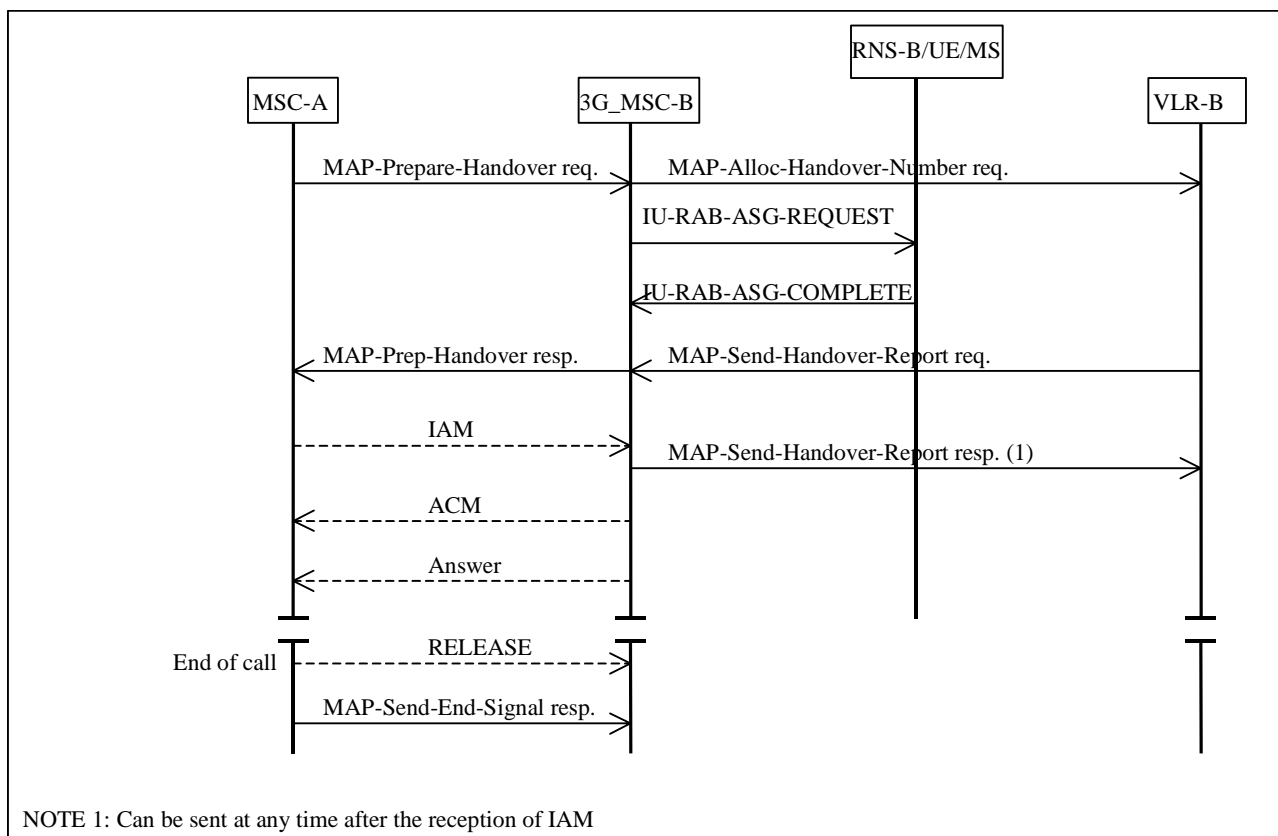 RNS-B/UE/MS
MSC-A
3G_MSC-B
VLR-B
MAP-Prepare-Handover req.
MAP-Alloc-Handover-Number req.
IU-RAB-ASG-REQUEST
IU-RAB-ASG-COMPLETE
MAP-Prep-Handover resp.
MAP-Send-Handover-Report req.
IAM
MAP-Send-Handover-Report resp. (1)
ACM
Answer
RELEASE
End of call
MAP-Send-End-Signal resp.
NOTE 1: Can be sent at any time after the reception of IAM